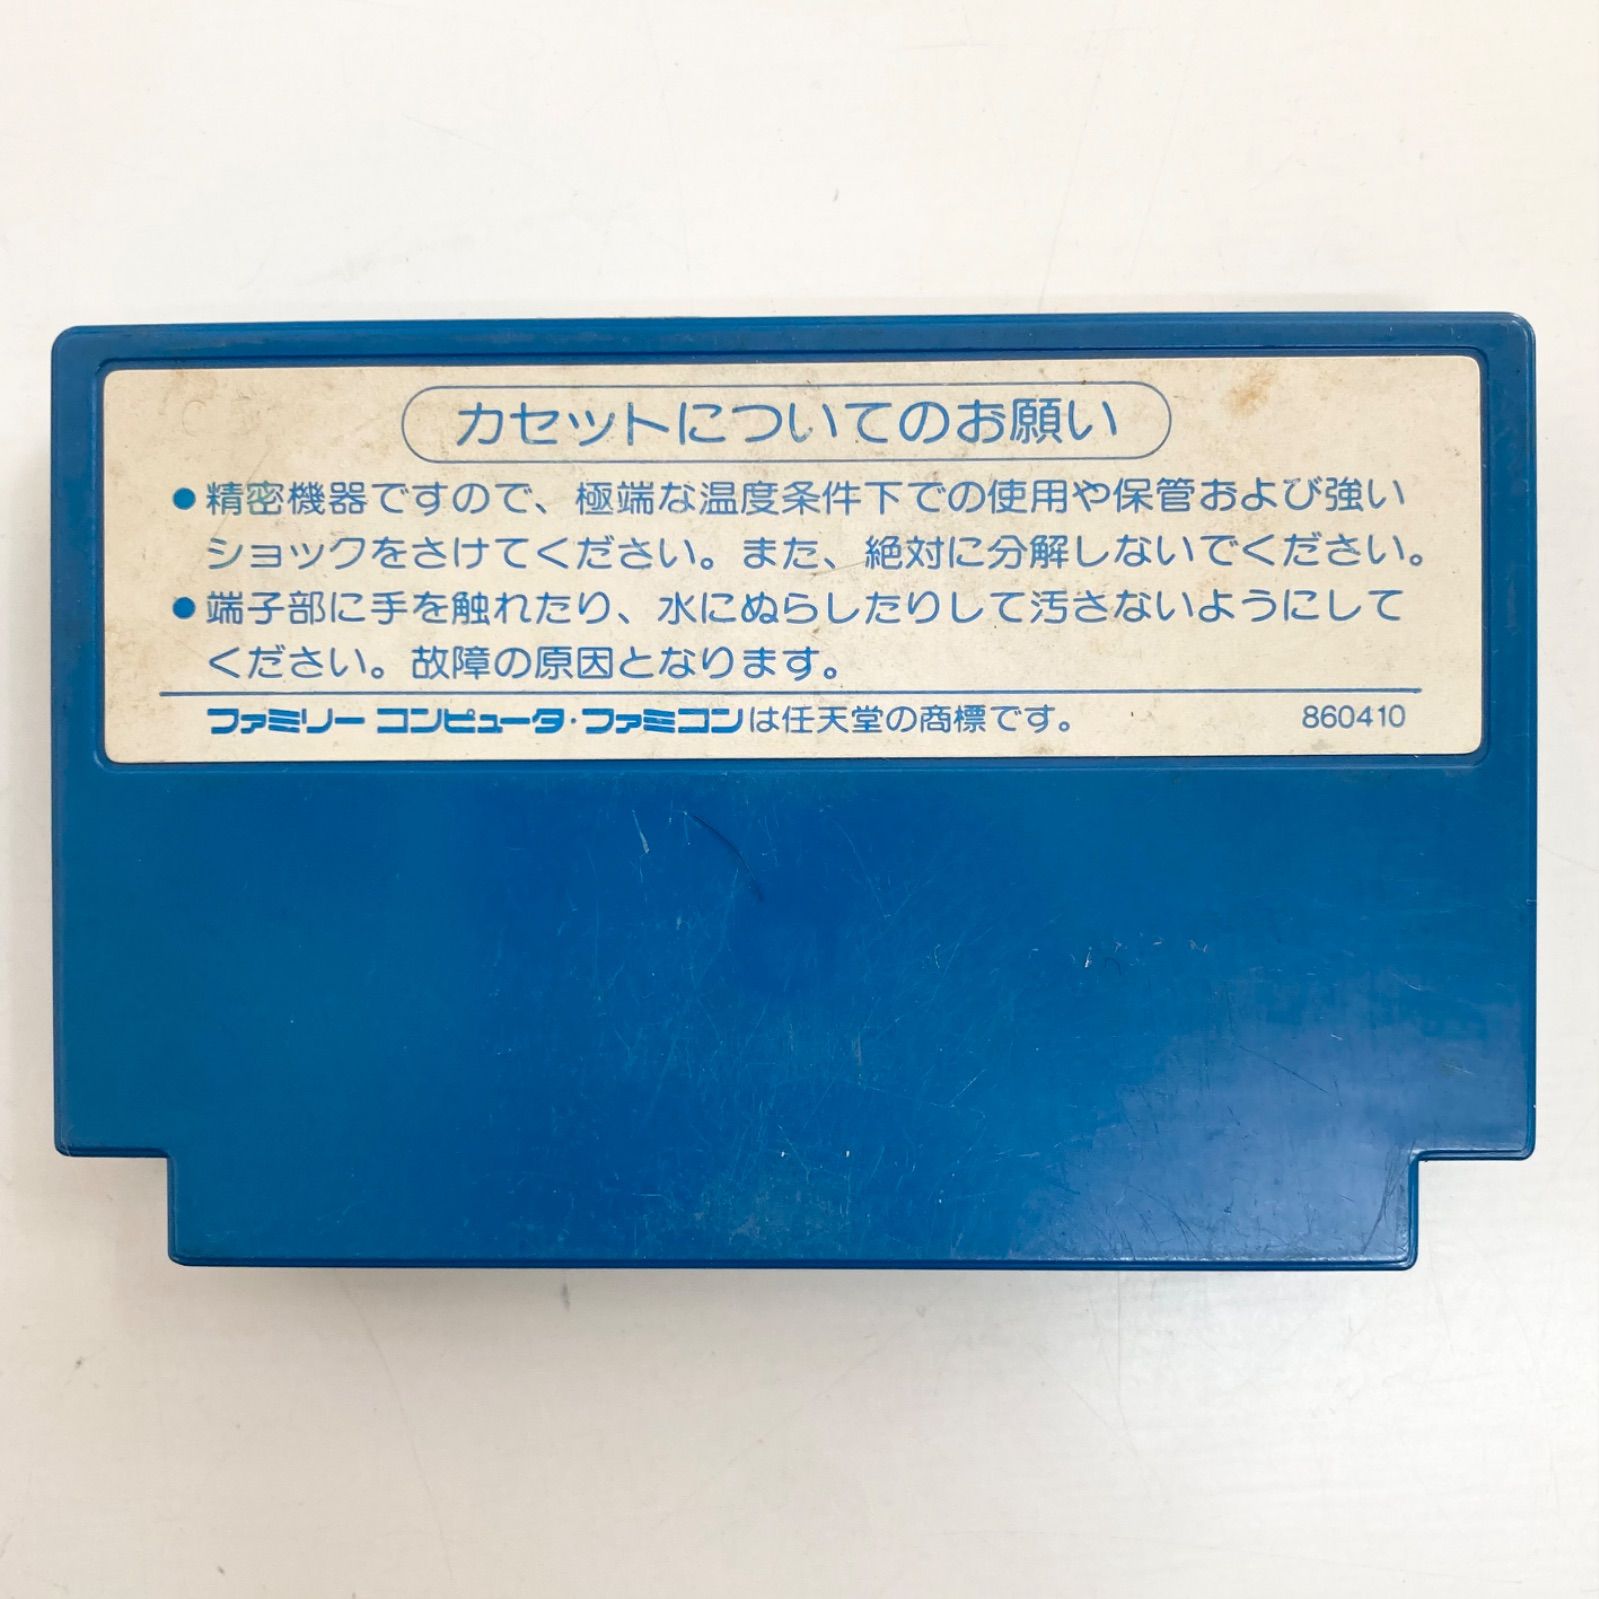 カセットについてのお願い
●精密機器ですので、極端な温度条件下での使用や保管および強い
ショックをさけてください。また、絶対に分解しないでください。
●端子部に手を触れたり、水にぬらしたりして汚さないようにして
ください。故障の原因となります。
ファミリーコンピュータ・ファミコンは任天堂の商標です。 860410